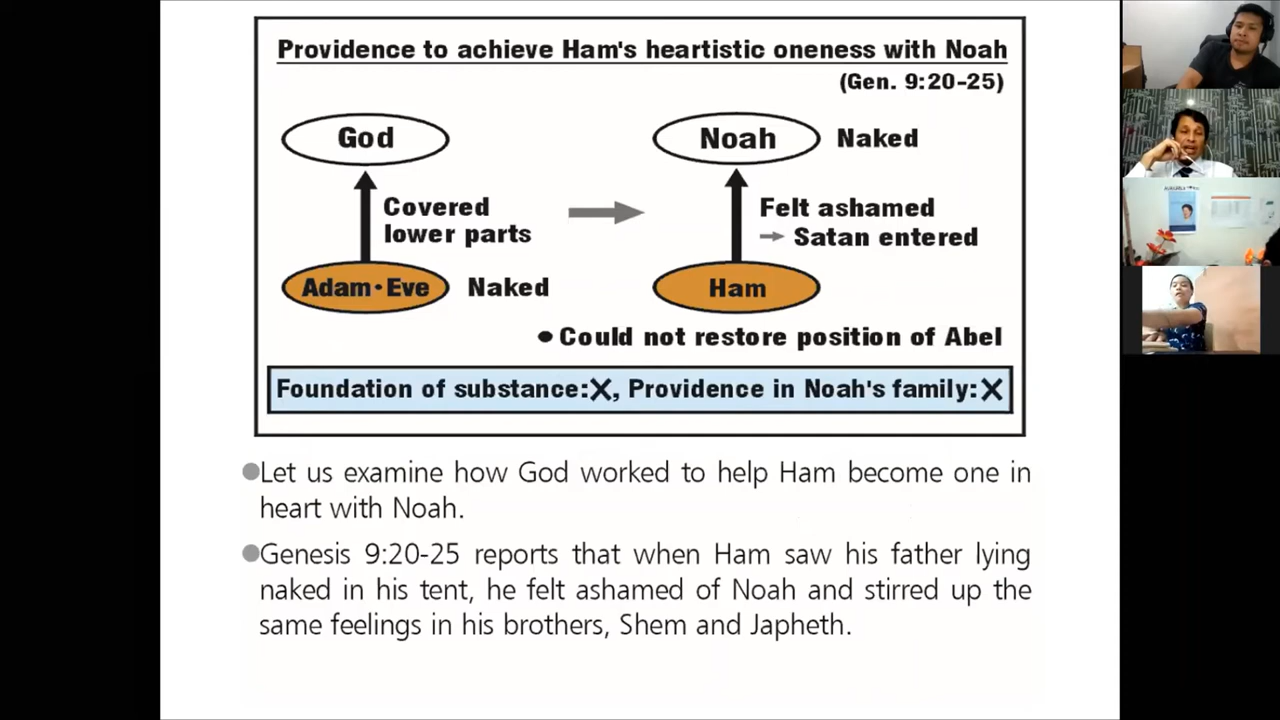 Providence to achieve Ham's heartistic oneness with Noah
(Gen. 9:20-25)
God
Noah
Naked
Covered
lower parts
Felt ashamed
Satan entered
Adam·Eve
Naked
Ham
Could not restore position of Abel
Foundation of substance:X, Providence in Noah's family:X
Let us examine how God worked to help Ham become one in
heart with Noah.
Genesis 9:20-25 reports that when Ham saw his father lying
naked in his tent, he felt ashamed of Noah and stirred up the
same feelings in his brothers, Shem and Japheth.